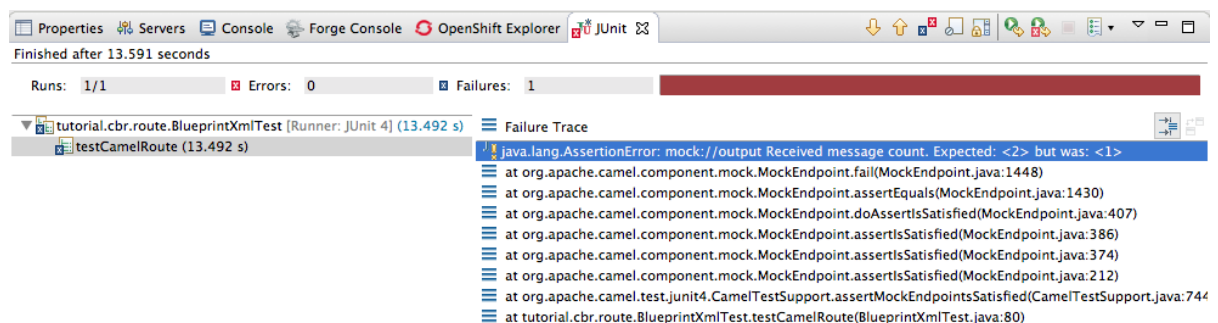 Properties Servers Console Forge Console OpenShift Explorer JUnit
Finished after 13.591 seconds
Runs: 1/1 Errors: 0 Failures: 1
tutorial.cbr.route.BlueprintXmlTest [Runner: JUnit 4] (13.492 s)
testCamelRoute (13.492 s)
Failure Trace
java.lang.AssertionError: mock://output Received message count. Expected: <2> but was: <1>
at org.apache.camel.component.mock.MockEndpoint.fail(MockEndpoint.java:1448)
at org.apache.camel.component.mock.MockEndpoint.assertEquals(MockEndpoint.java:1430)
at org.apache.camel.component.mock.MockEndpoint.doAssertIsSatisfied(MockEndpoint.java:407)
at org.apache.camel.component.mock.MockEndpoint.assertIsSatisfied(MockEndpoint.java:386)
at org.apache.camel.component.mock.MockEndpoint.assertIsSatisfied(MockEndpoint.java:374)
at org.apache.camel.component.mock.MockEndpoint.assertIsSatisfied(MockEndpoint.java:212)
at org.apache.camel.test.junit4.CamelTestSupport.assertMockEndpointsSatisfied(CamelTestSupport.java:744
at tutorial.cbr.route.BlueprintXmlTest.testCamelRoute(BlueprintXmlTest.java:80)